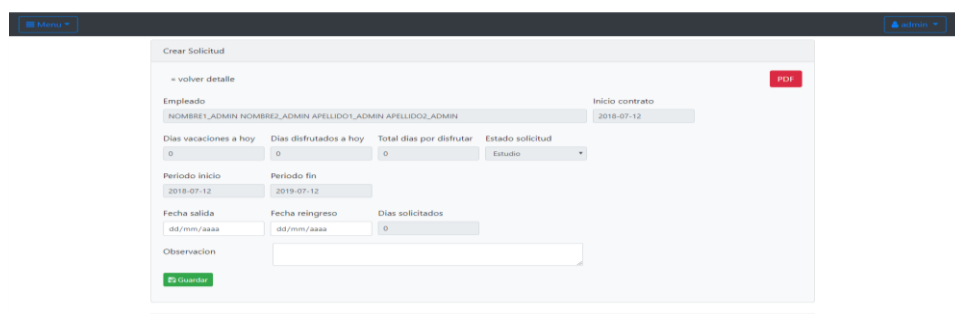 Menu
admin
Crear Solicitud
« volver detalle
PDF
Empleado
Inicio contrato
NOMBRE1_ADMIN NOMBRE2_ADMIN APELLIDO1_ADMIN APELLIDO2_ADMIN
2018-07-12
Dias vacaciones a hoy
Dias disfrutados a hoy
Total dias por disfrutar
Estado solicitud
0
0
0
Estudio
Periodo inicio
Periodo fin
2018-07-12
2019-07-12
Fecha salida
Fecha reingreso
Dias solicitados
dd/mm/aaaa
dd/mm/aaaa
0
Observacion
Guardar